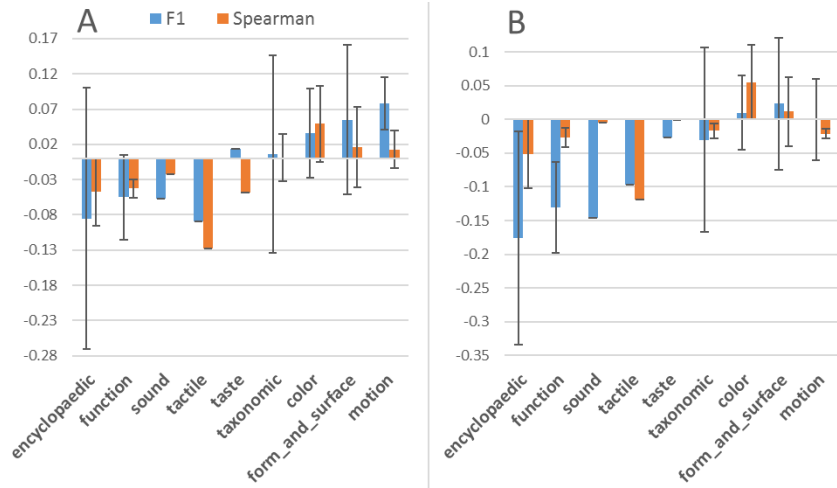 A
F1 Spearman
0.17
0.12
0.07
0.02
-0.03
-0.08
-0.13
-0.18
-0.23
-0.28
encyclopaedic
function
sound
tactile
taste
taxonomic
color
form_and_surface
motion
B
0.1
0.05
0
-0.05
-0.1
-0.15
-0.2
-0.25
-0.3
-0.35
encyclopaedic
function
sound
tactile
taste
taxonomic
color
form_and_surface
motion